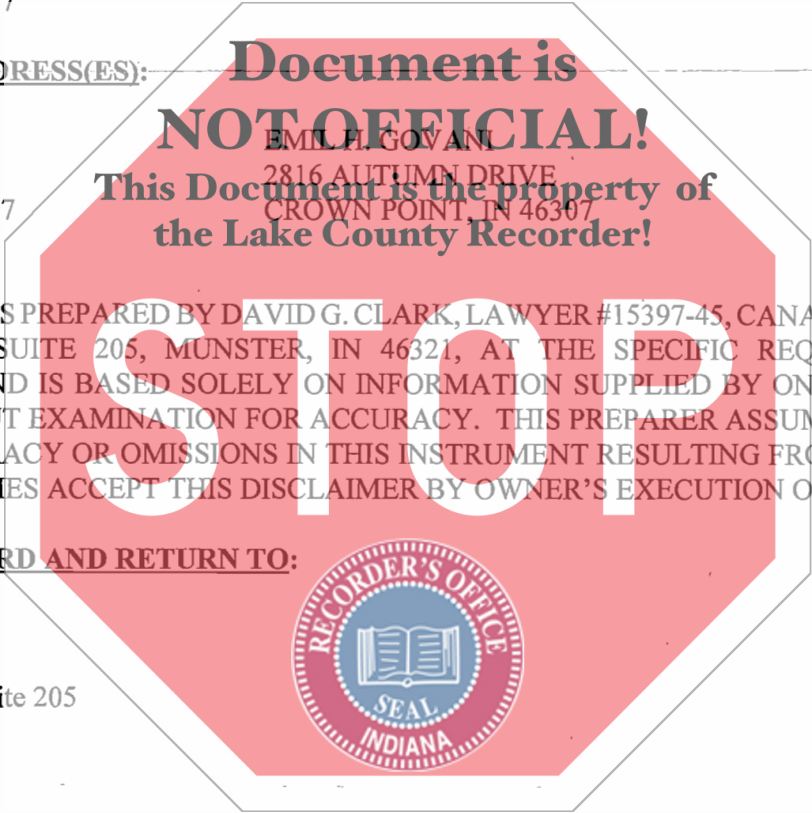 DRESS(ES):
Document is
NOT OFFICIAL!
EMIL H. GOVANI
2816 AUTUMN DRIVE
This Document is the property of
7
CROWN POINT, IN 46307
the Lake County Recorder!
S PREPARED BY DAVID G. CLARK, LAWYER #15397-45, CANA
SUITE 205, MUNSTER, IN 46321, AT THE SPECIFIC REQ
ND IS BASED SOLELY ON INFORMATION SUPPLIED BY ON
UT EXAMINATION FOR ACCURACY. THIS PREPARER ASSUM
ACY OR OMISSIONS IN THIS INSTRUMENT RESULTING FRO
IES ACCEPT THIS DISCLAIMER BY OWNER'S EXECUTION O
STOP
RD AND RETURN TO:
RECORDER'S OFFICE
SEAL
INDIANA
ite 205